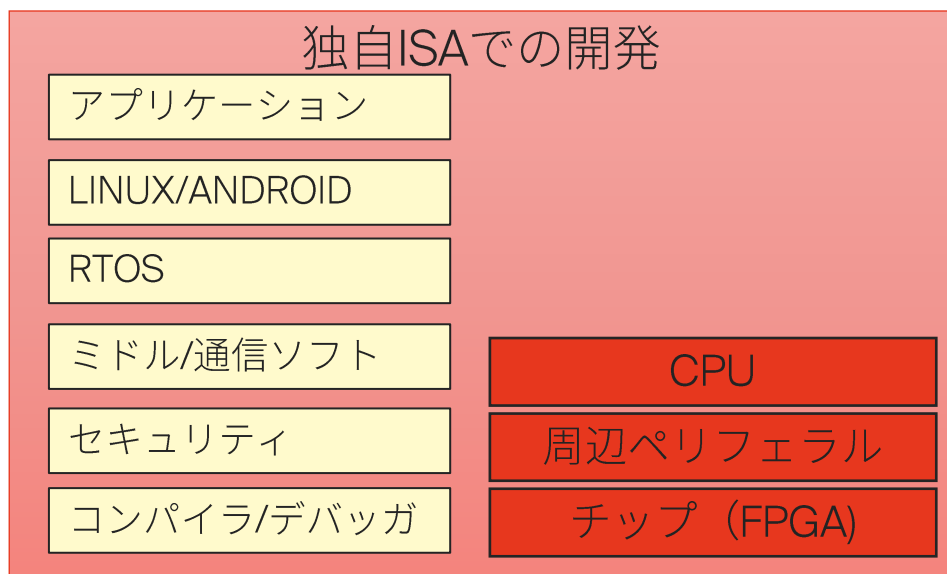 独自ISAでの開発
アプリケーション
LINUX/ANDROID
RTOS
ミドル/通信ソフト
セキュリティ
コンパイラ/デバッガ
CPU
周辺ペリフェラル
チップ（FPGA)